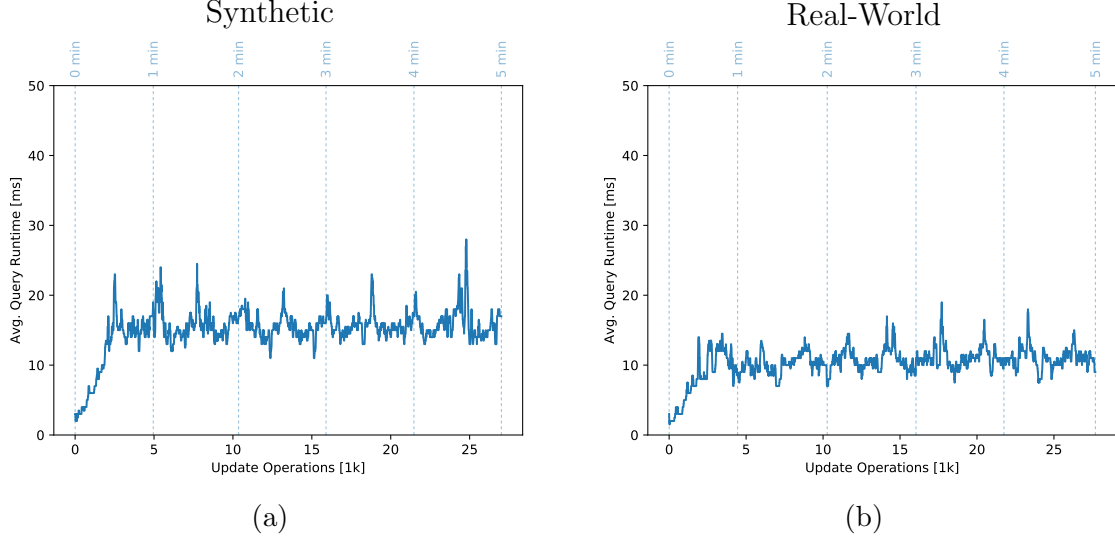 Synthetic
0 min 1 min 2 min 3 min 4 min 5 min
50
40
30
20
10
0
Avg. Query Runtime [ms]
0 5 10 15 20 25
Update Operations [1k]
(a)
Real-World
0 min 1 min 2 min 3 min 4 min 5 min
50
40
30
20
10
0
Avg. Query Runtime [ms]
0 5 10 15 20 25
Update Operations [1k]
(b)